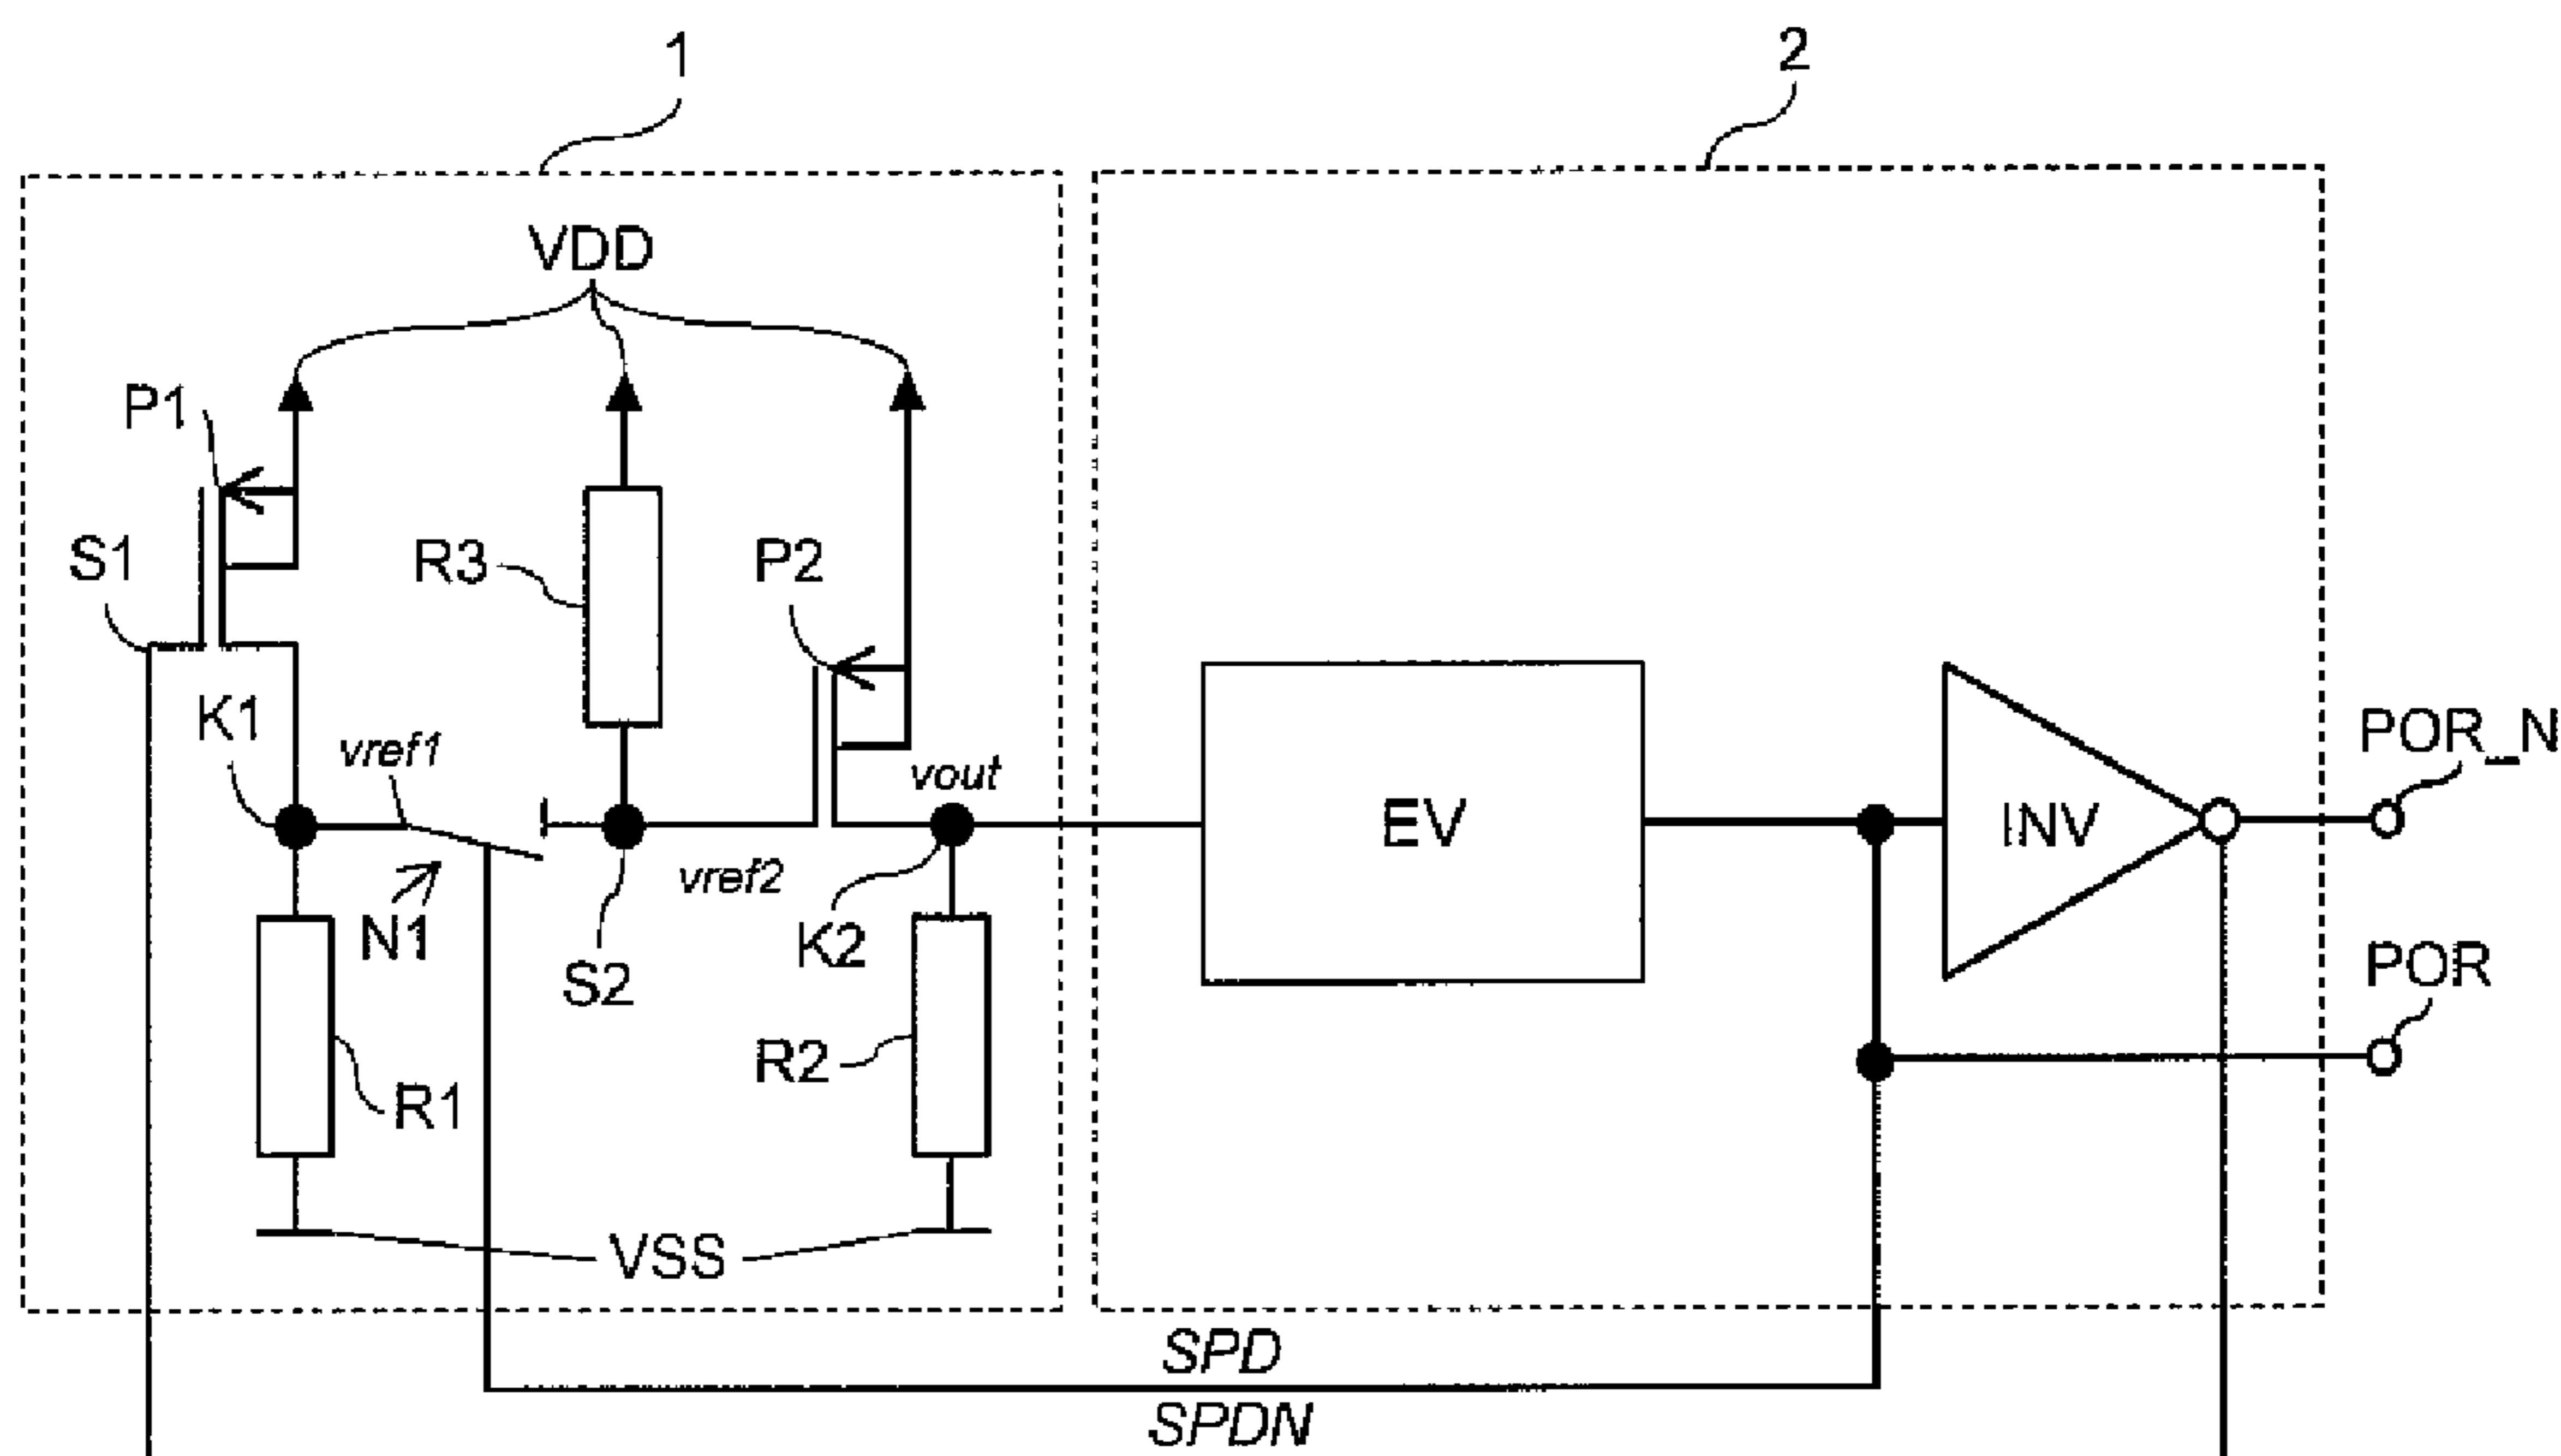 1
2
VDD
P1
S1
R3
P2
K1
vref1
vout
POR_N
EV
INV
vref2
N1
K2
S2
POR
R2
R1
VSS
SPD
SPDN